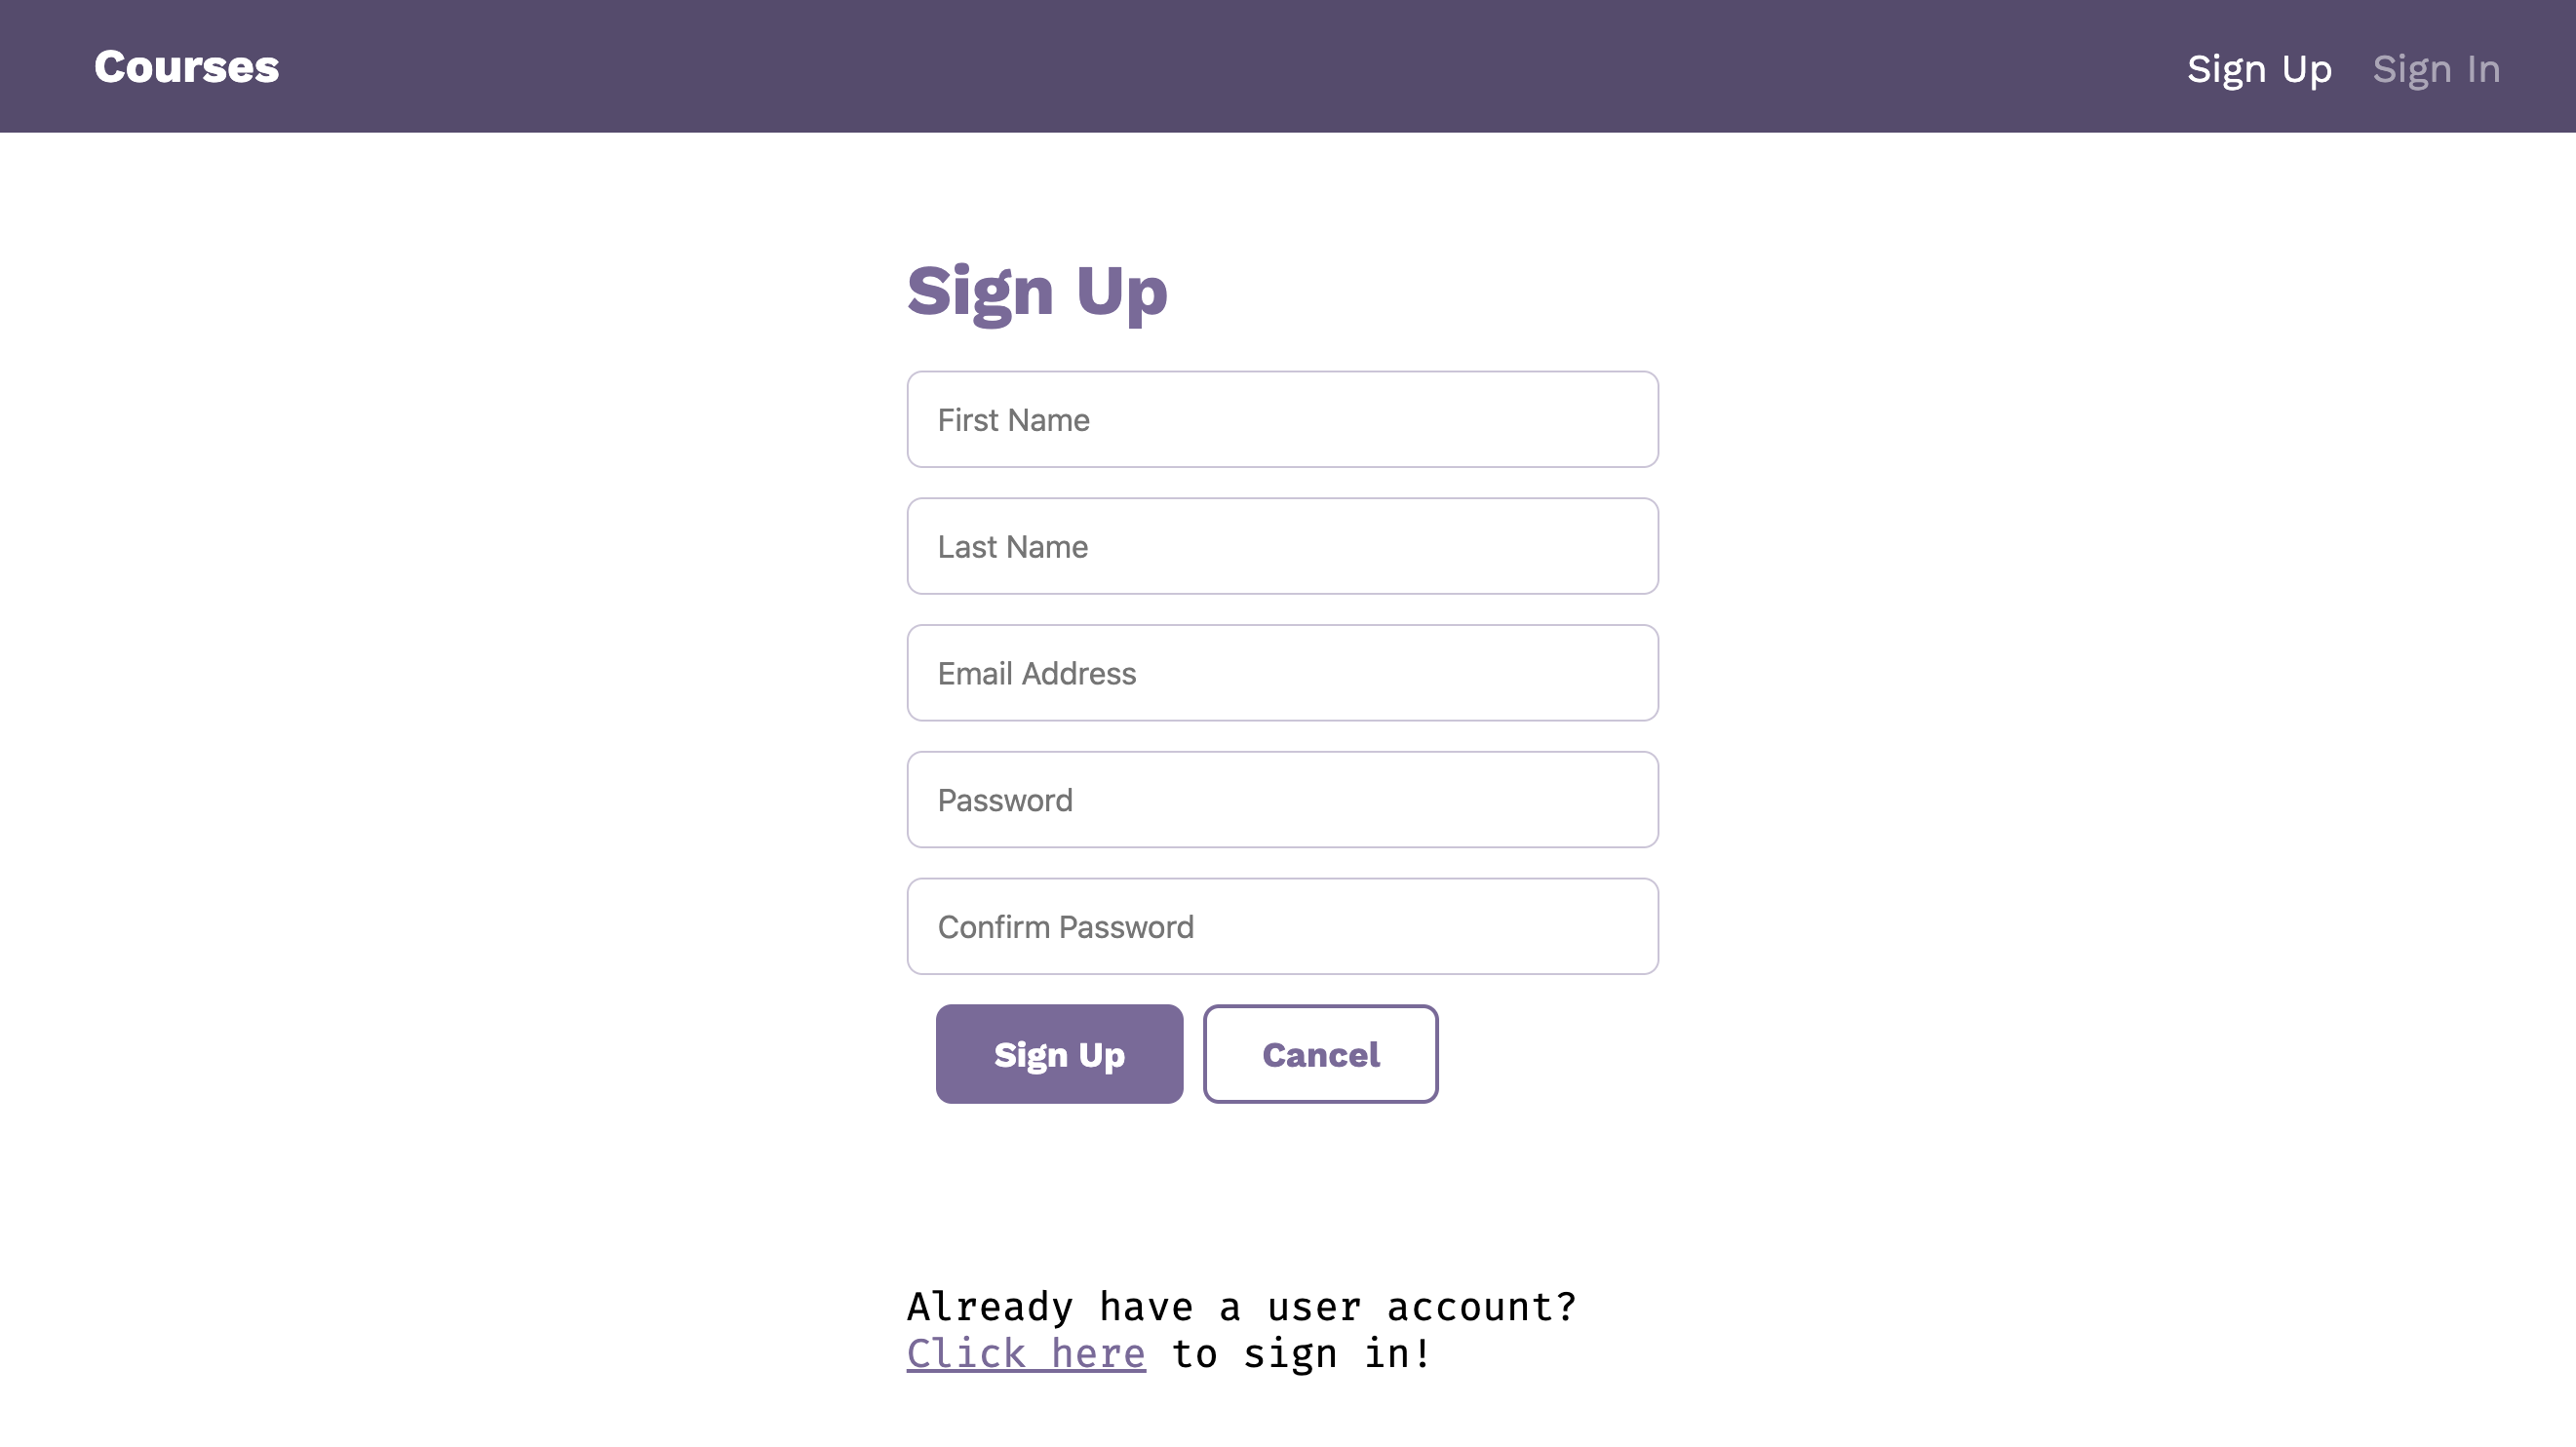 Courses
Sign Up Sign In
Sign Up
First Name
Last Name
Email Address
Password
Confirm Password
Sign Up Cancel
Already have a user account?
Click here to sign in!